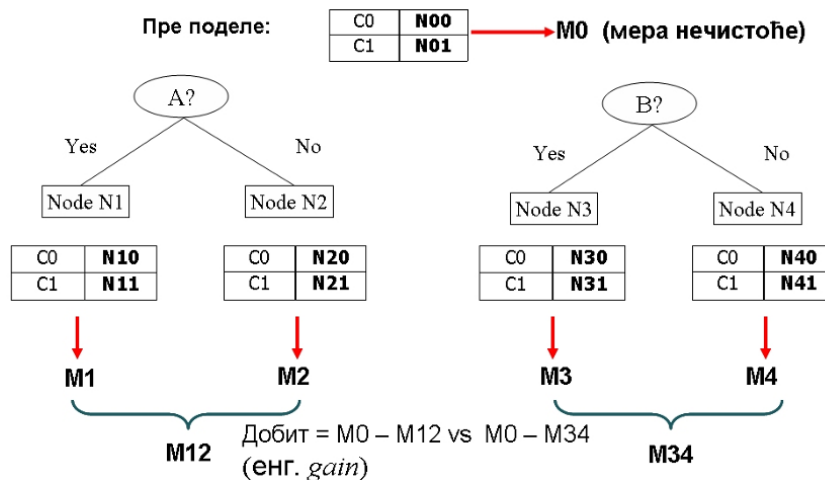 Пре поделе:
C0 N00
C1 N01
M0 (мера нечистоће)
A?
B?
Yes
No
Yes
No
Node N1
Node N2
Node N3
Node N4
C0 N10
C1 N11
C0 N20
C1 N21
C0 N30
C1 N31
C0 N40
C1 N41
M1
M2
M3
M4
M12
Добит = M0 – M12 vs M0 – M34
(енг. gain)
M34